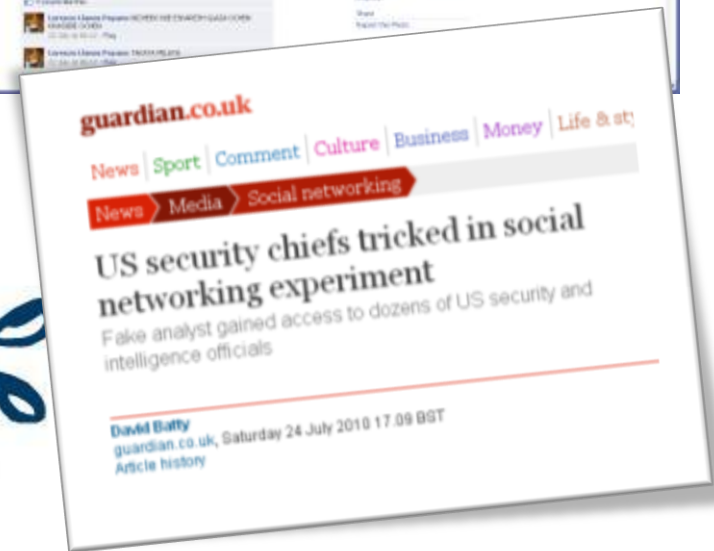 guardian.co.uk
News Sport Comment Culture Business Money Life & st
News Media Social networking
US security chiefs tricked in social
networking experiment
Fake analyst gained access to dozens of US security and
intelligence officials
David Batty
guardian.co.uk, Saturday 24 July 2010 17.09 BST
Article history